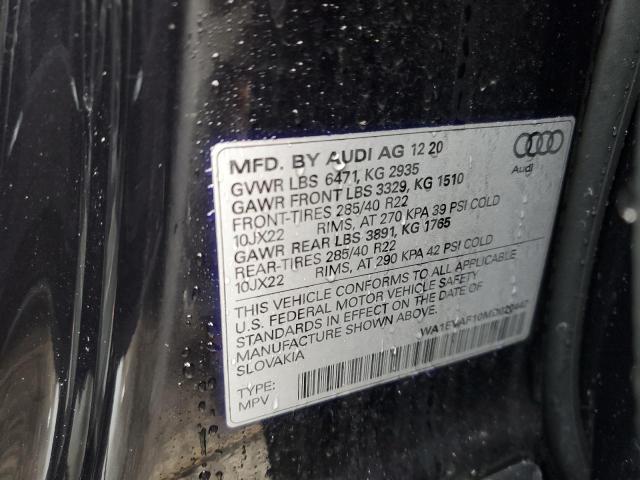 MFD. BY AUDI AG 12 20
GVWR LBS 6471, KG 2935
GAWR FRONT LBS 3329, KG 1510
FRONT-TIRES 285/40 R22
10JX22 RIMS, AT 270 KPA 39 PSI COLD
GAWR REAR LBS 3891, KG 1765
REAR-TIRES 285/40 R22
10JX22 RIMS, AT 290 KPA 42 PSI COLD
THIS VEHICLE CONFORMS TO ALL APPLICABLE
U.S. FEDERAL MOTOR VEHICLE SAFETY
STANDARDS IN EFFECT ON THE DATE OF
MANUFACTURE SHOWN ABOVE.
SLOVAKIA
TYPE:
MPV
Audi